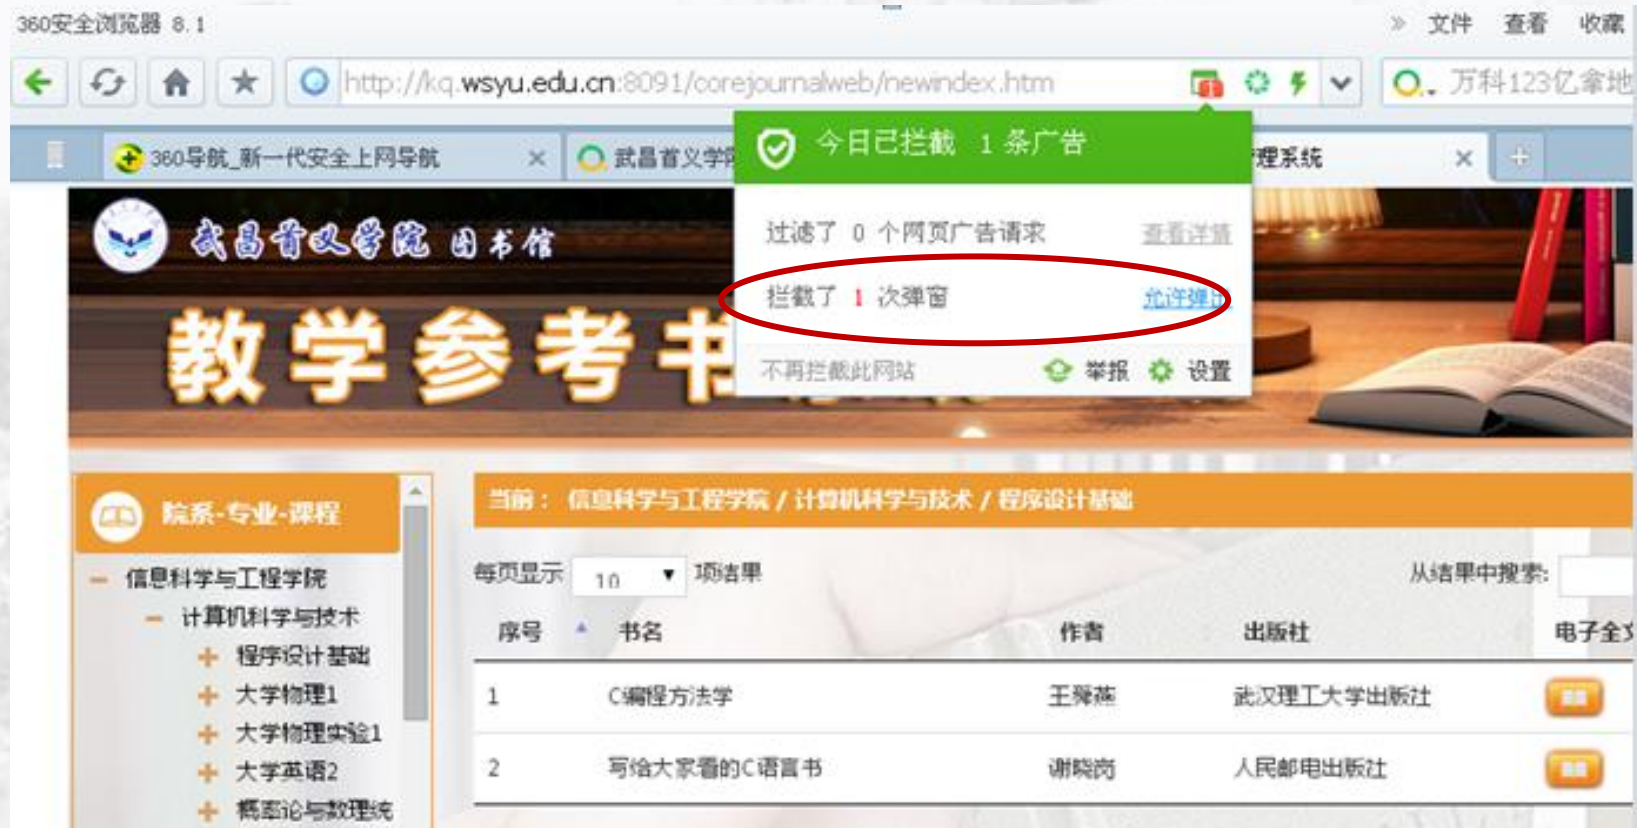 360安全浏览器 8.1
» 文件 查看 收藏
http://kq.wsyu.edu.cn:8091/corejournalweb/newindex.htm
万科123亿拿地
360导航_新一代安全上网导航
武昌首义学
理系统
今日已拦截 1 条广告
过滤了 0 个网页广告请求 查看详情
拦截了 1 次弹窗 允许弹出
不再拦截此网站 举报 设置
武昌首义学院 图书馆
教学参考书
院系-专业-课程
信息科学与工程学院
计算机科学与技术
程序设计基础
大学物理1
大学物理实验1
大学英语2
概率论与数理统
当前: 信息科学与工程学院 / 计算机科学与技术 / 程序设计基础
每页显示 10 项结果
从结果中搜索:
序号 书名 作者 出版社 电子全文
1 C编程方法学 王舜燕 武汉理工大学出版社
2 写给大家看的C语言书 谢晓岗 人民邮电出版社